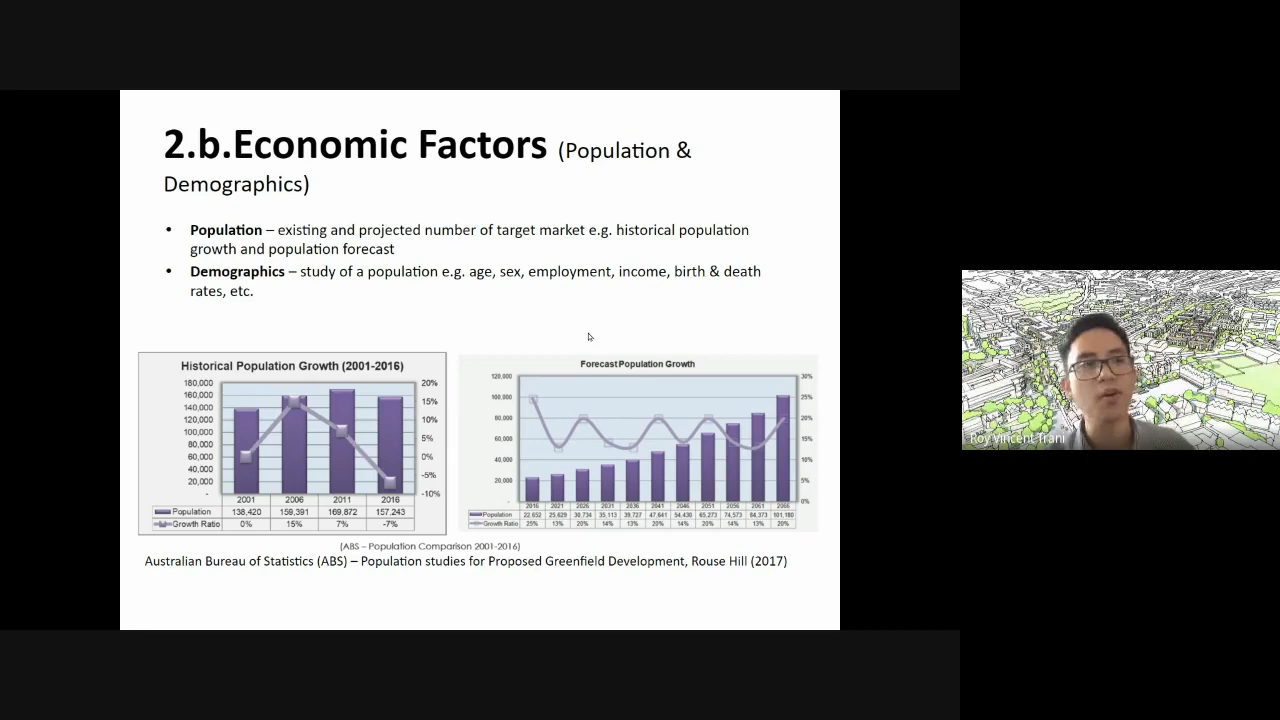 2.b.Economic Factors (Population &
Demographics)
• Population – existing and projected number of target market e.g. historical population
growth and population forecast
• Demographics – study of a population e.g. age, sex, employment, income, birth & death
rates, etc.
Historical Population Growth (2001-2016)
180,000
160,000
140,000
120,000
100,000
80,000
60,000
40,000
20,000
-
20%
15%
10%
5%
0%
-5%
-10%
2001 2006 2011 2016
Population 138,420 159,391 169,872 157,243
Growth Ratio 0% 15% 7% -7%
Forecast Population Growth
120,000
100,000
80,000
60,000
40,000
20,000
-
30%
25%
20%
15%
10%
5%
0%
2016 2021 2026 2031 2036 2041 2046 2051 2056 2061 2066
Population 22,652 25,629 30,734 35,113 39,727 47,641 54,430 65,273 74,573 84,373 101,180
Growth Ratio 25% 13% 20% 14% 13% 20% 14% 20% 14% 13% 20%
(ABS – Population Comparison 2001-2016)
Australian Bureau of Statistics (ABS) – Population studies for Proposed Greenfield Development, Rouse Hill (2017)
Roy Vincent Trani